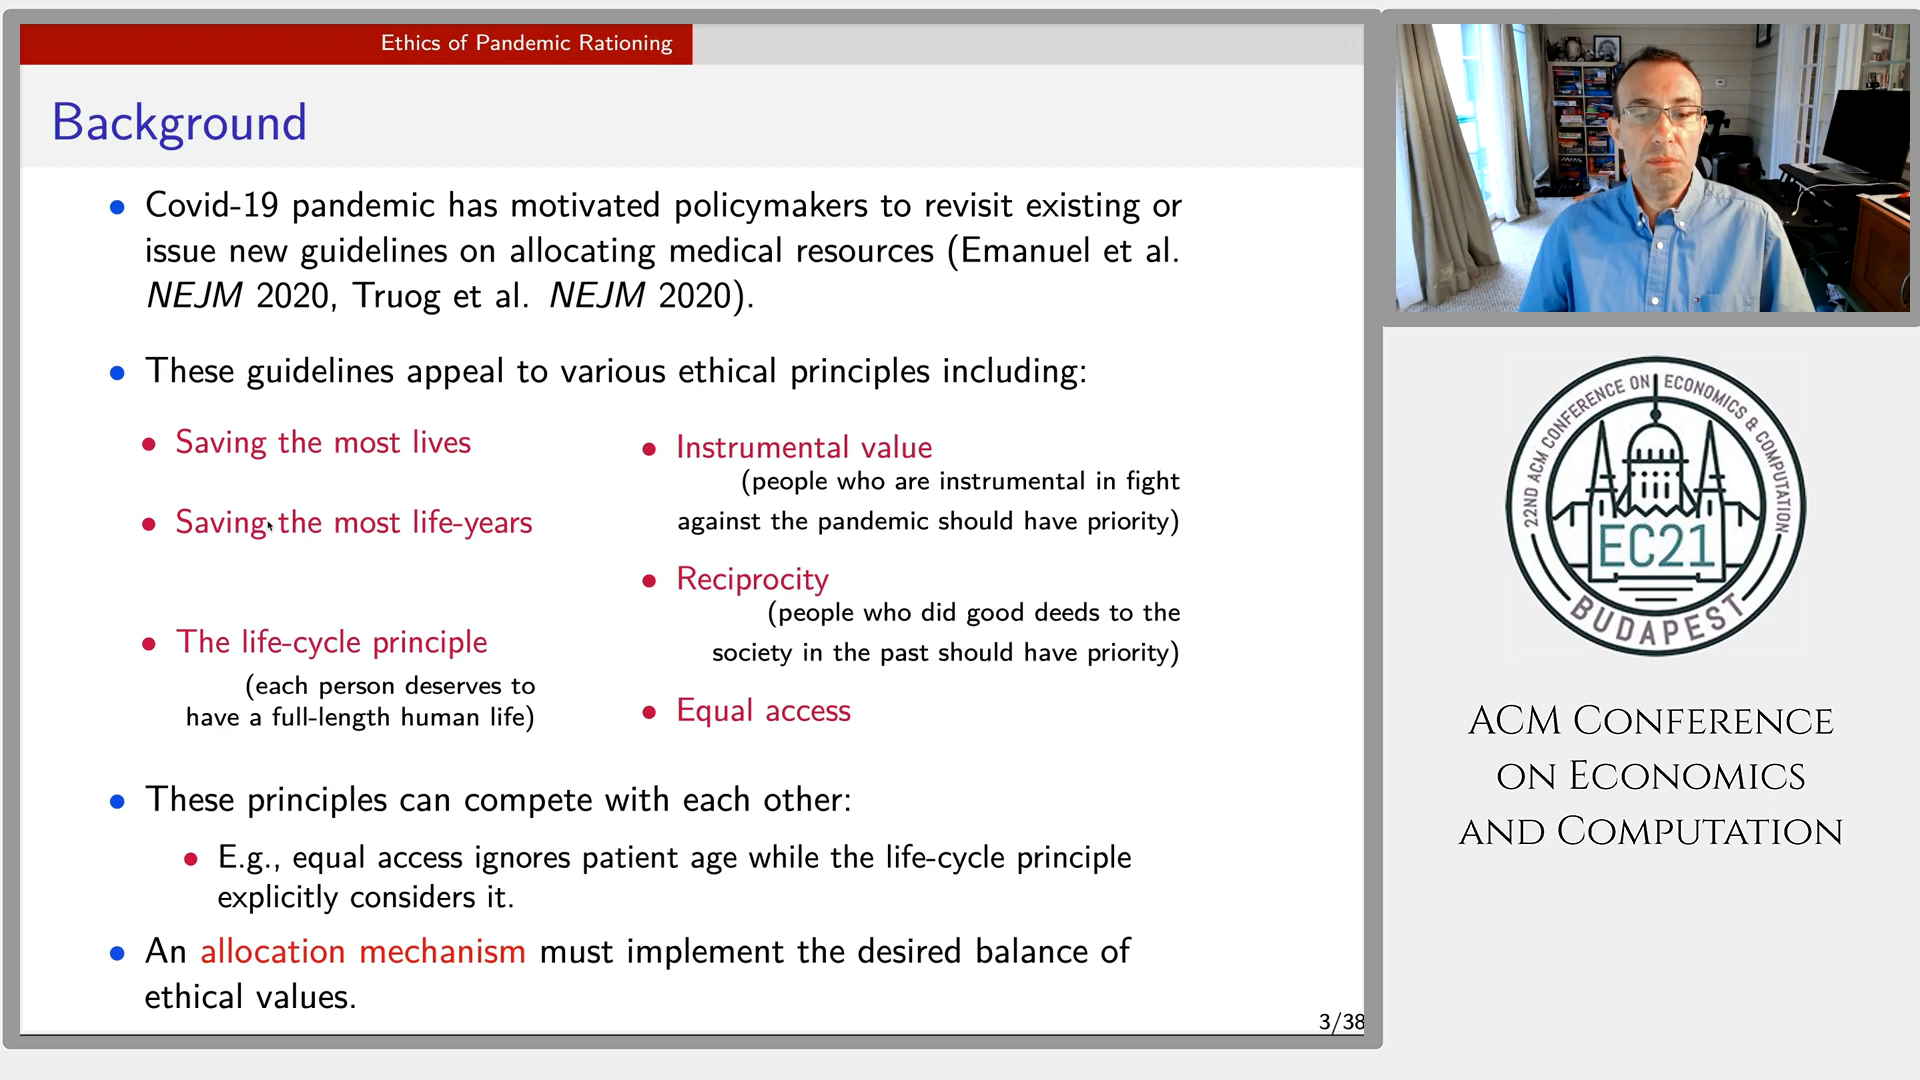 Ethics of Pandemic Rationing
Background
Covid-19 pandemic has motivated policymakers to revisit existing or
issue new guidelines on allocating medical resources (Emanuel et al.
NEJM 2020, Truog et al. NEJM 2020).
These guidelines appeal to various ethical principles including:
Saving the most lives
Saving the most life-years
The life-cycle principle
(each person deserves to
have a full-length human life)
Instrumental value
(people who are instrumental in fight
against the pandemic should have priority)
Reciprocity
(people who did good deeds to the
society in the past should have priority)
Equal access
These principles can compete with each other:
E.g., equal access ignores patient age while the life-cycle principle
explicitly considers it.
An allocation mechanism must implement the desired balance of
ethical values.
3/38
22ND ACM CONFERENCE ON ECONOMICS & COMPUTATION
EC21
BUDAPEST
ACM CONFERENCE
ON ECONOMICS
AND COMPUTATION